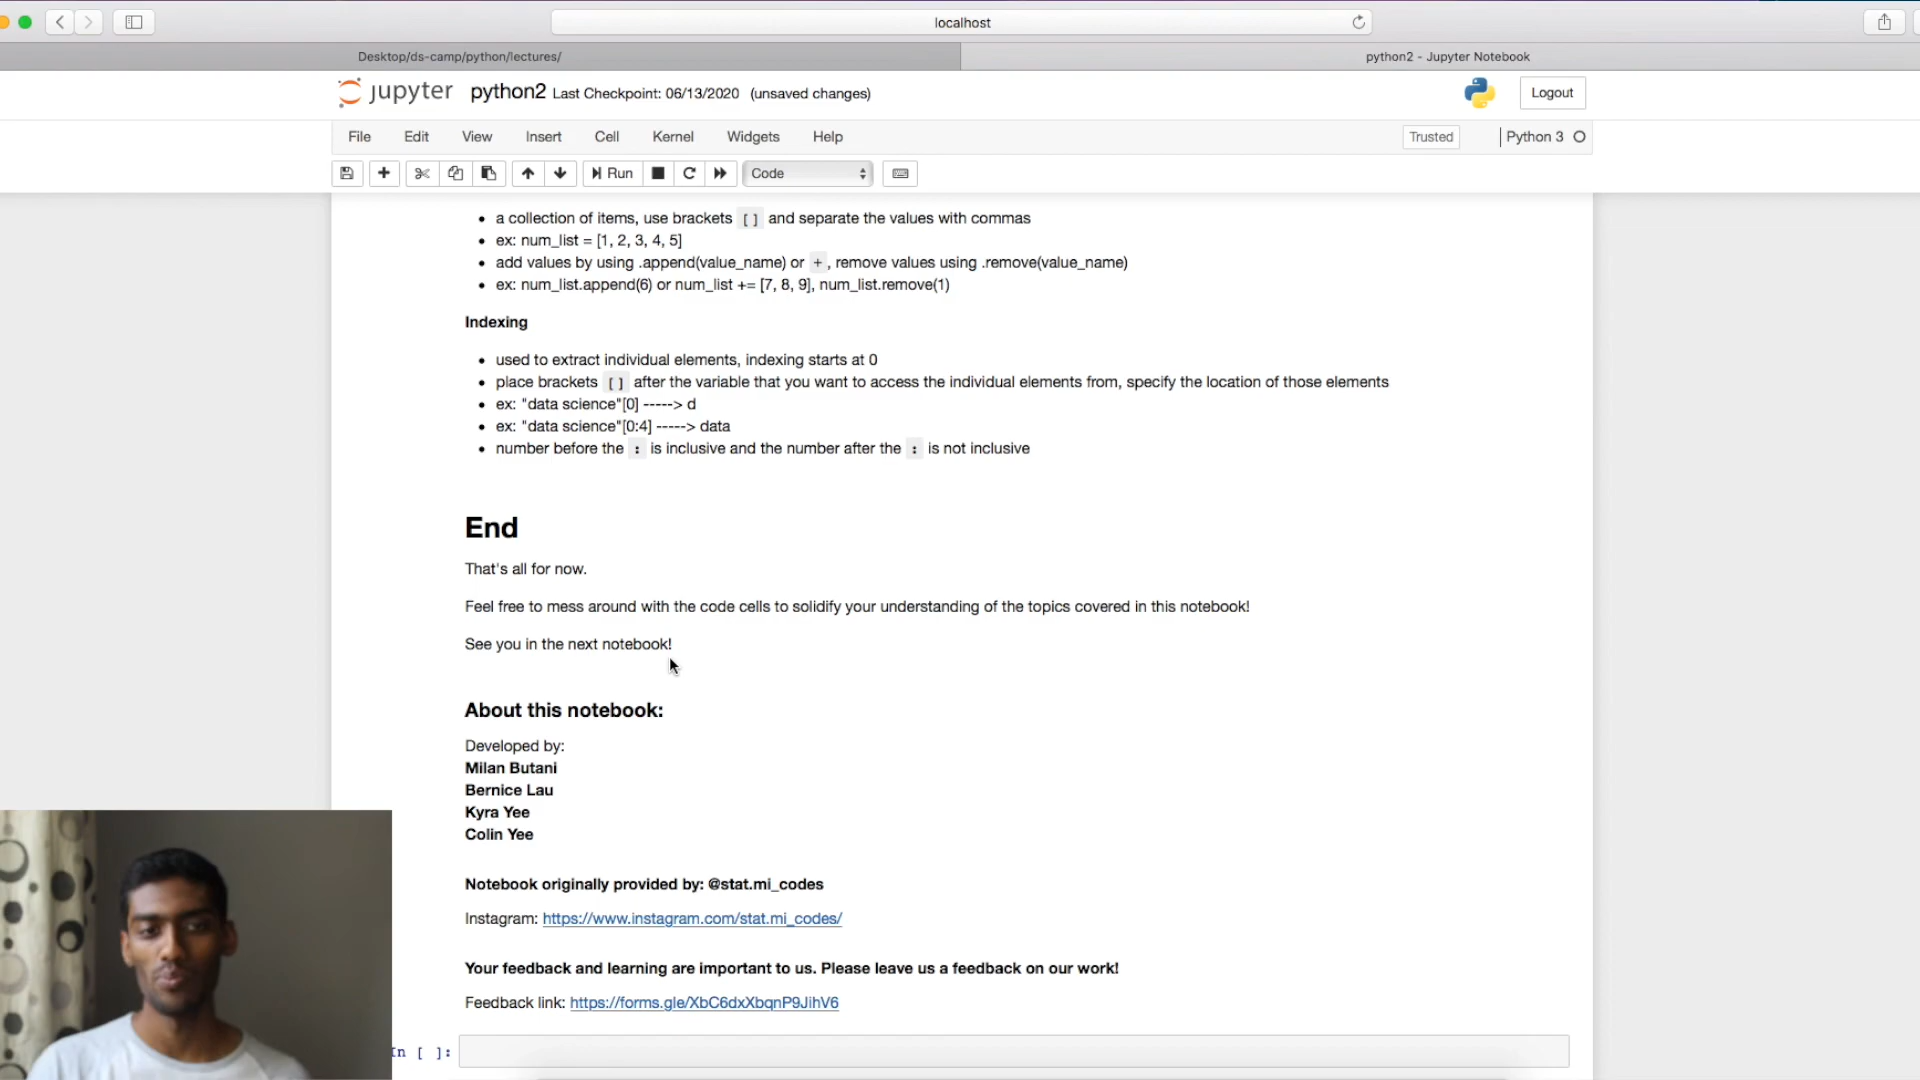 localhost
Desktop/ds-camp/python/lectures/
python2 - Jupyter Notebook
jupyter python2 Last Checkpoint: 06/13/2020 (unsaved changes)
Logout
File Edit View Insert Cell Kernel Widgets Help
Trusted
Python 3
Run
Code
• a collection of items, use brackets [] and separate the values with commas
• ex: num_list = [1, 2, 3, 4, 5]
• add values by using .append(value_name) or +, remove values using .remove(value_name)
• ex: num_list.append(6) or num_list += [7, 8, 9], num_list.remove(1)
Indexing
• used to extract individual elements, indexing starts at 0
• place brackets [] after the variable that you want to access the individual elements from, specify the location of those elements
• ex: "data science"[0] -----> d
• ex: "data science"[0:4] -----> data
• number before the : is inclusive and the number after the : is not inclusive
End
That's all for now.
Feel free to mess around with the code cells to solidify your understanding of the topics covered in this notebook!
See you in the next notebook!
About this notebook:
Developed by:
Milan Butani
Bernice Lau
Kyra Yee
Colin Yee
Notebook originally provided by: @stat.mi_codes
Instagram: https://www.instagram.com/stat.mi_codes/
Your feedback and learning are important to us. Please leave us a feedback on our work!
Feedback link: https://forms.gle/XbC6dxXbqnP9JihV6
In [ ]: